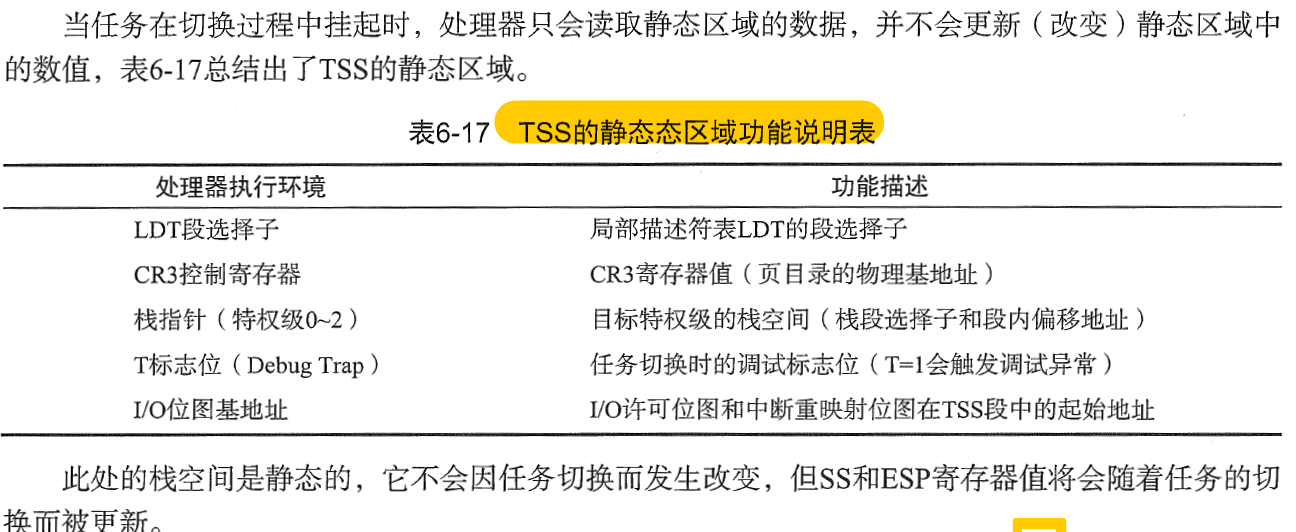 当任务在切换过程中挂起时，处理器只会读取静态区域的数据，并不会更新（改变）静态区域中
的数值，表6-17总结出了TSS的静态区域。
表6-17 TSS的静态态区域功能说明表
处理器执行环境 功能描述
LDT段选择子 局部描述符表LDT的段选择子
CR3控制寄存器 CR3寄存器值（页目录的物理基地址）
栈指针（特权级0~2） 目标特权级的栈空间（栈段选择子和段内偏移地址）
T标志位（Debug Trap） 任务切换时的调试标志位（T=1会触发调试异常）
I/O位图基地址 I/O许可位图和中断重映射位图在TSS段中的起始地址
此处的栈空间是静态的，它不会因任务切换而发生改变，但SS和ESP寄存器值将会随着任务的切
换而被更新。